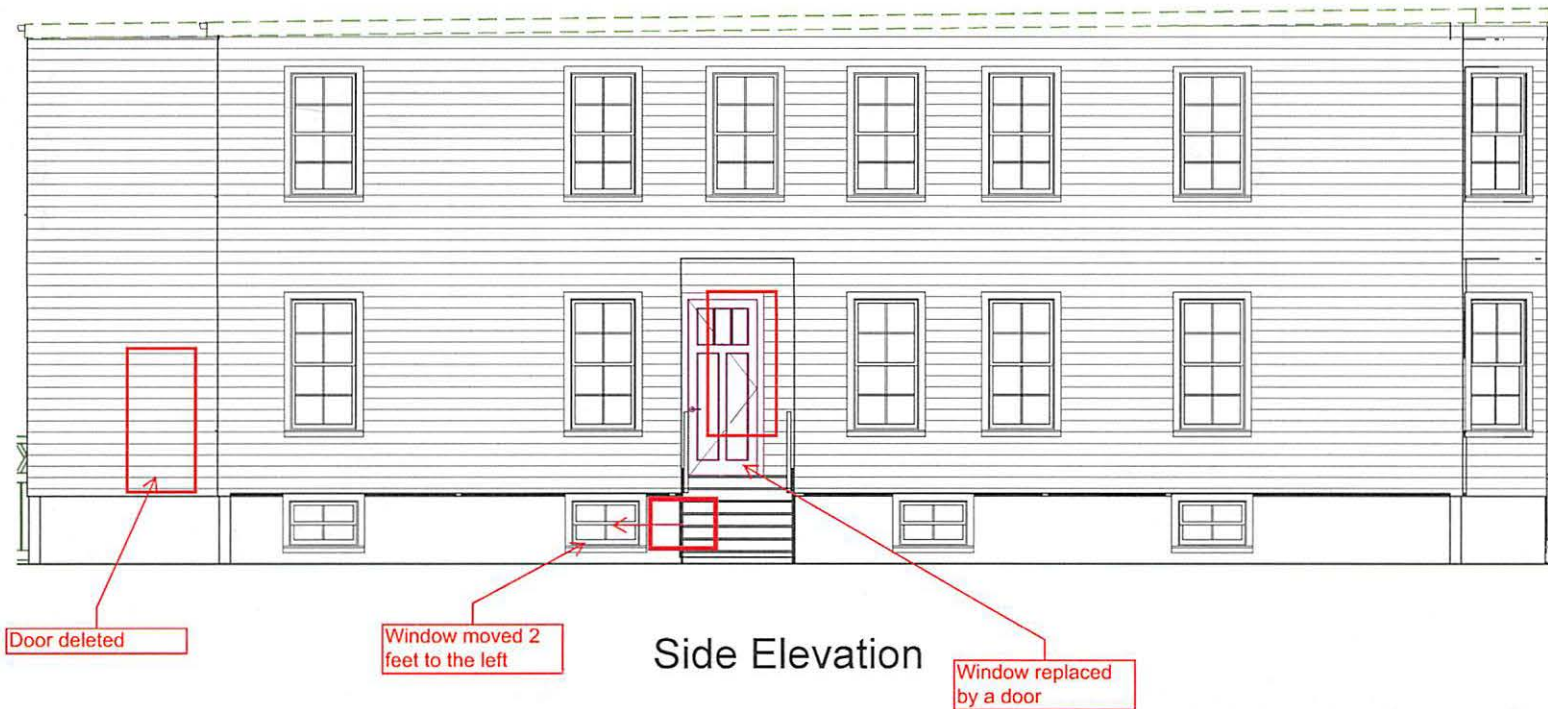 Door deleted
Window moved 2
feet to the left
Side Elevation
Window replaced
by a door